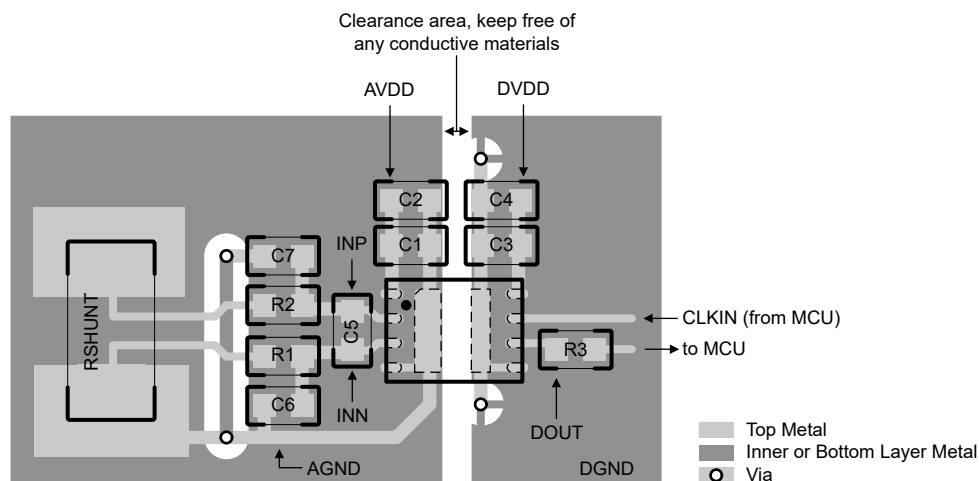 Clearance area, keep free of
any conductive materials
AVDD
DVDD
C2
C4
C1
C3
INP
C7
R2
C5
RSHUNT
R1
C6
INN
AGND
CLKIN (from MCU)
R3
to MCU
DOUT
DGND
Top Metal
Inner or Bottom Layer Metal
Via